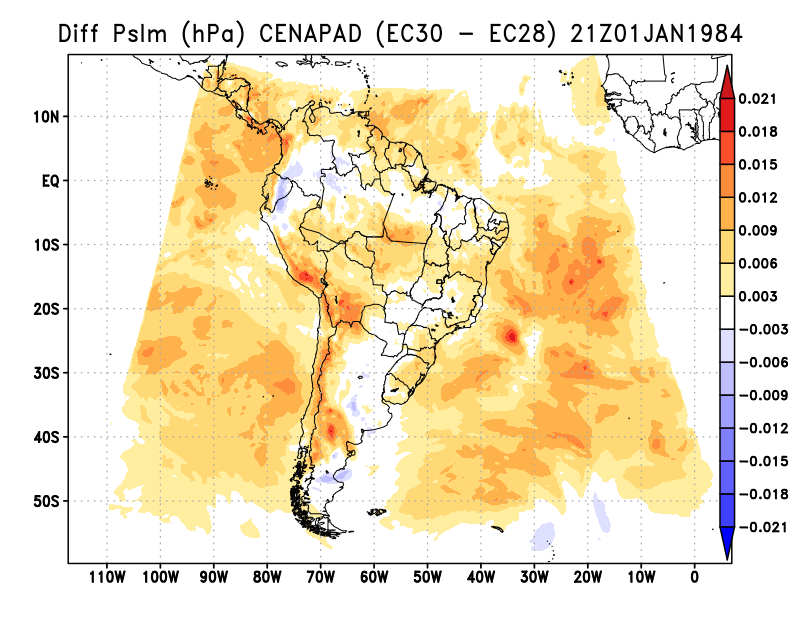 Diff Pslm (hPa) CENAPAD (EC30 − EC28) 21Z01JAN1984
10N
EQ
10S
20S
30S
40S
50S
110W 100W 90W 80W 70W 60W 50W 40W 30W 20W 10W 0
0.021
0.018
0.015
0.012
0.009
0.006
0.003
−0.003
−0.006
−0.009
−0.012
−0.015
−0.018
−0.021